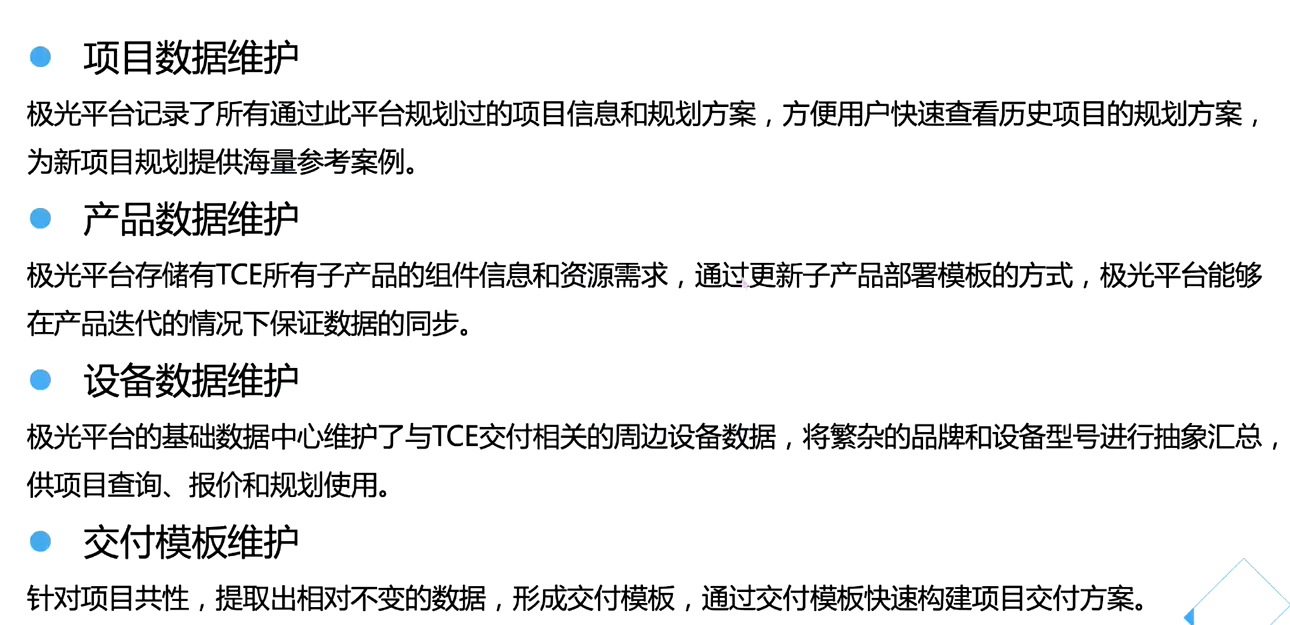 项目数据维护
极光平台记录了所有通过此平台规划过的项目信息和规划方案，方便用户快速查看历史项目的规划方案，
为新项目规划提供海量参考案例。
产品数据维护
极光平台存储有TCE所有子产品的组件信息和资源需求，通过更新子产品部署模板的方式，极光平台能够
在产品迭代的情况下保证数据的同步。
设备数据维护
极光平台的基础数据中心维护了与TCE交付相关的周边设备数据，将繁杂的品牌和设备型号进行抽象汇总，
供项目查询、报价和规划使用。
交付模板维护
针对项目共性，提取出相对不变的数据，形成交付模板，通过交付模板快速构建项目交付方案。